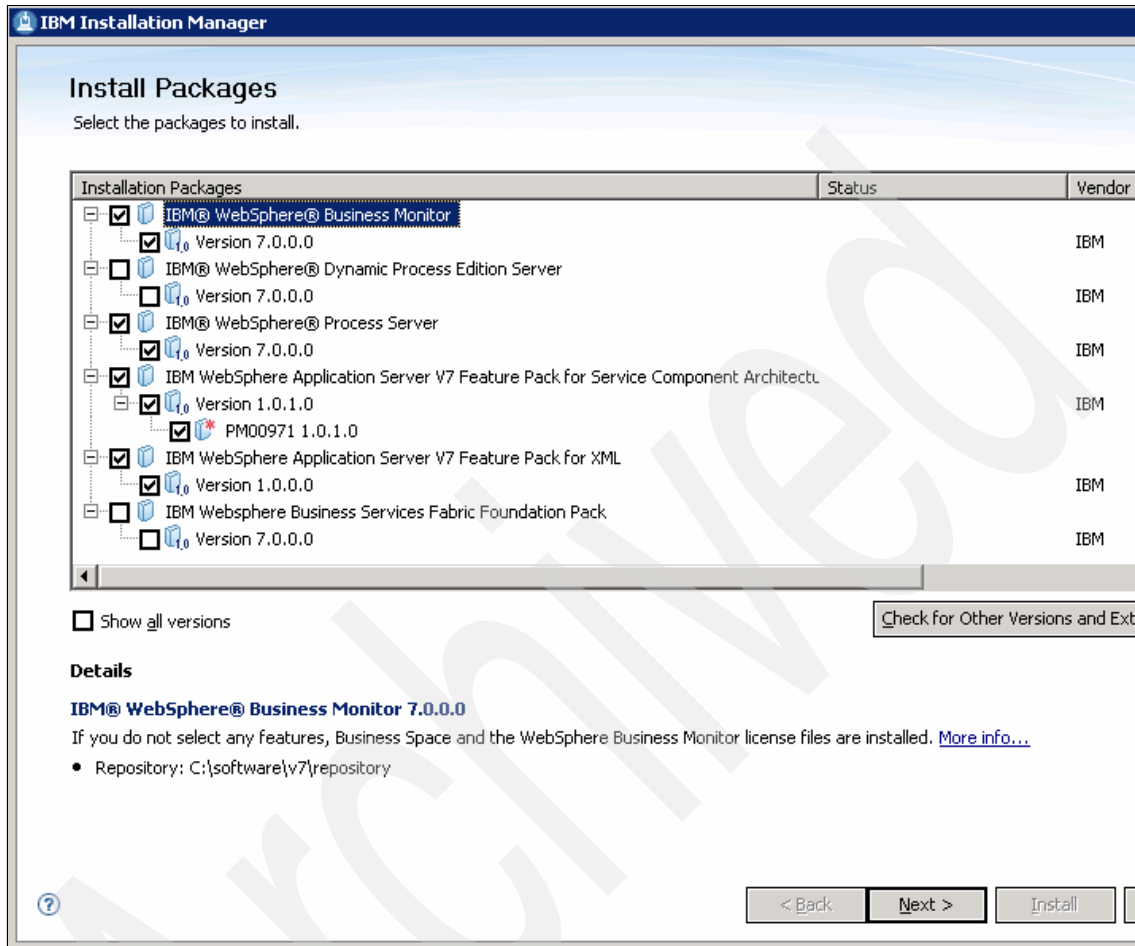 IBM Installation Manager
Install Packages
Select the packages to install.
Installation Packages Status Vendor
IBM® WebSphere® Business Monitor
Version 7.0.0.0 IBM
IBM® WebSphere® Dynamic Process Edition Server
Version 7.0.0.0 IBM
IBM® WebSphere® Process Server
Version 7.0.0.0 IBM
IBM WebSphere Application Server V7 Feature Pack for Service Component Architectu
Version 1.0.1.0 IBM
PM00971 1.0.1.0
IBM WebSphere Application Server V7 Feature Pack for XML
Version 1.0.0.0 IBM
IBM Websphere Business Services Fabric Foundation Pack
Version 7.0.0.0 IBM
Show all versions Check for Other Versions and Ext
Details
IBM® WebSphere® Business Monitor 7.0.0.0
If you do not select any features, Business Space and the WebSphere Business Monitor license files are installed. More info...
• Repository: C:\software\v7\repository
? < Back Next > Install
Archived